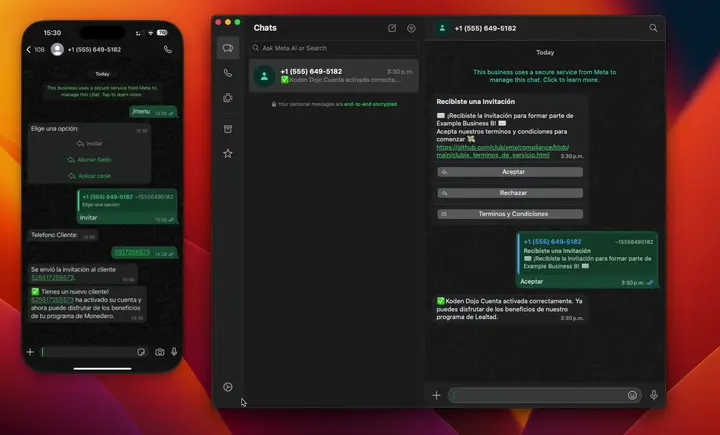 15:30
76
108
+1 (555) 649-5182
Today
This business uses a secure service from Meta to
manage this chat. Tap to learn more.
/menu
15:30
Elige una opción:
15:30
Invitar
Abonar Saldo
Aplicar canje
+1 (555) 649-5182 ~15556495182
Elige una opción:
Invitar
15:30
Telefono Cliente:
15:30
5517255573
15:30
Se envió la invitación al cliente
525517255573.
15:30
✅ Tienes un nuevo cliente!
525517255573 ha activado su cuenta y
ahora puede disfrutar de los beneficios
de tu programa de Monedero.
15:30
Chats
Ask Meta AI or Search
+1 (555) 649-5182
3:30 p.m.
✅ Koden Dojo Cuenta activada correcta...
Your personal messages are end-to-end encrypted
+1 (555) 649-5182
Today
This business uses a secure service from Meta to
manage this chat. Click to learn more.
Recibiste una Invitación
¡Recibiste la Invitación para formar parte de
Example Business B!
Acepta nuestros terminos y condiciones para
comenzar
https://github.com/clubixmx/compliance/blob/
main/clubix_terminos_de_servicio.html
3:30 p.m.
Aceptar
Rechazar
Terminos y Condiciones
+1 (555) 649-5182
~15556495182
Recibiste una Invitación
¡Recibiste la Invitación para formar parte de
Example Business B!
Aceptar
3:30 p.m.
✅Koden Dojo Cuenta activada correctamente. Ya
puedes disfrutar de los beneficios de nuestro
programa de Lealtad.
3:30 p.m.